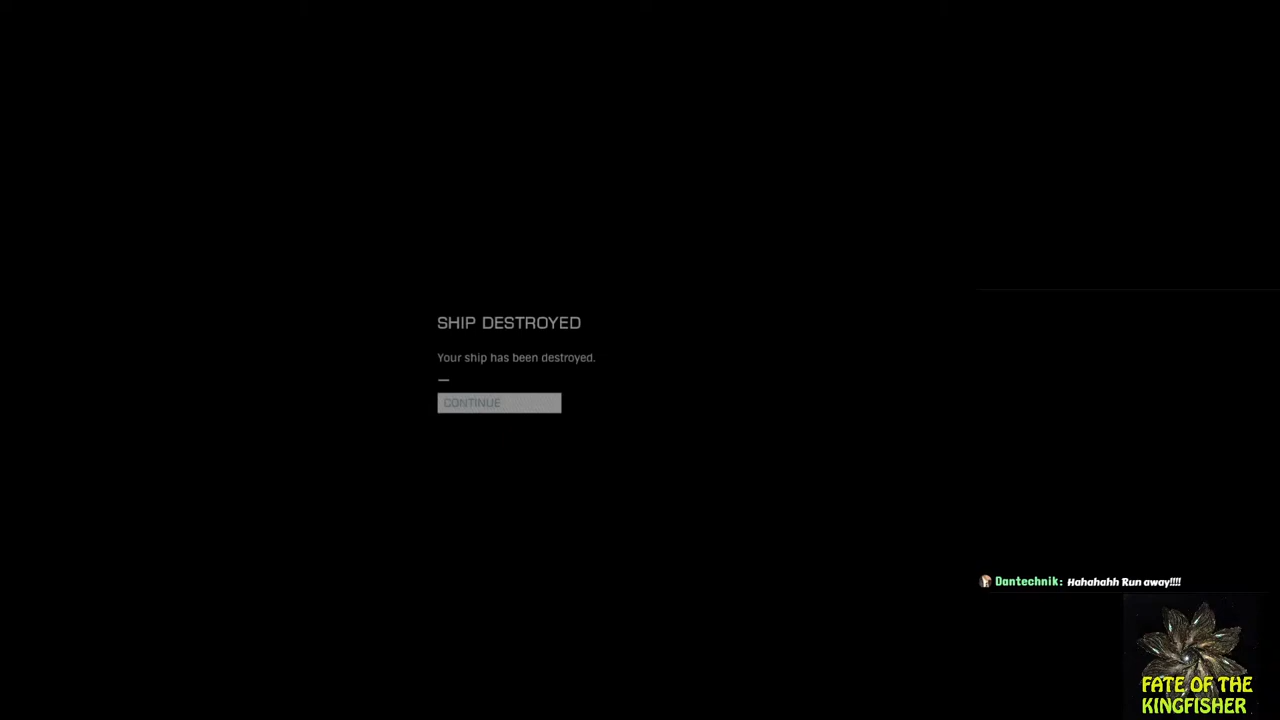 SHIP DESTROYED
Your ship has been destroyed.
CONTINUE
Dantechnik: Hahahahh Run away!!!!
FATE OF THE
KINGFISHER